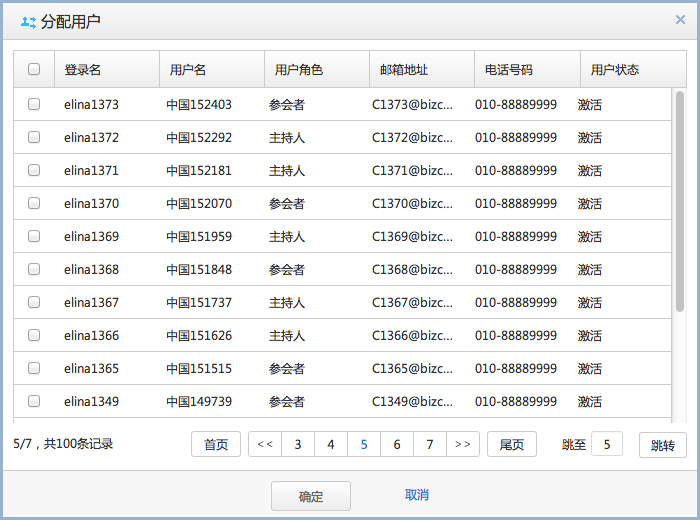 分配用户
登录名 用户名 用户角色 邮箱地址 电话号码 用户状态
elina1373 中国152403 参会者 C1373@bizc... 010-88889999 激活
elina1372 中国152292 主持人 C1372@bizc... 010-88889999 激活
elina1371 中国152181 主持人 C1371@bizc... 010-88889999 激活
elina1370 中国152070 参会者 C1370@bizc... 010-88889999 激活
elina1369 中国151959 主持人 C1369@bizc... 010-88889999 激活
elina1368 中国151848 参会者 C1368@bizc... 010-88889999 激活
elina1367 中国151737 主持人 C1367@bizc... 010-88889999 激活
elina1366 中国151626 主持人 C1366@bizc... 010-88889999 激活
elina1365 中国151515 参会者 C1365@bizc... 010-88889999 激活
elina1349 中国149739 参会者 C1349@bizc... 010-88889999 激活
5/7，共100条记录 首页 << 3 4 5 6 7 >> 尾页 跳至 5 跳转
确定 取消